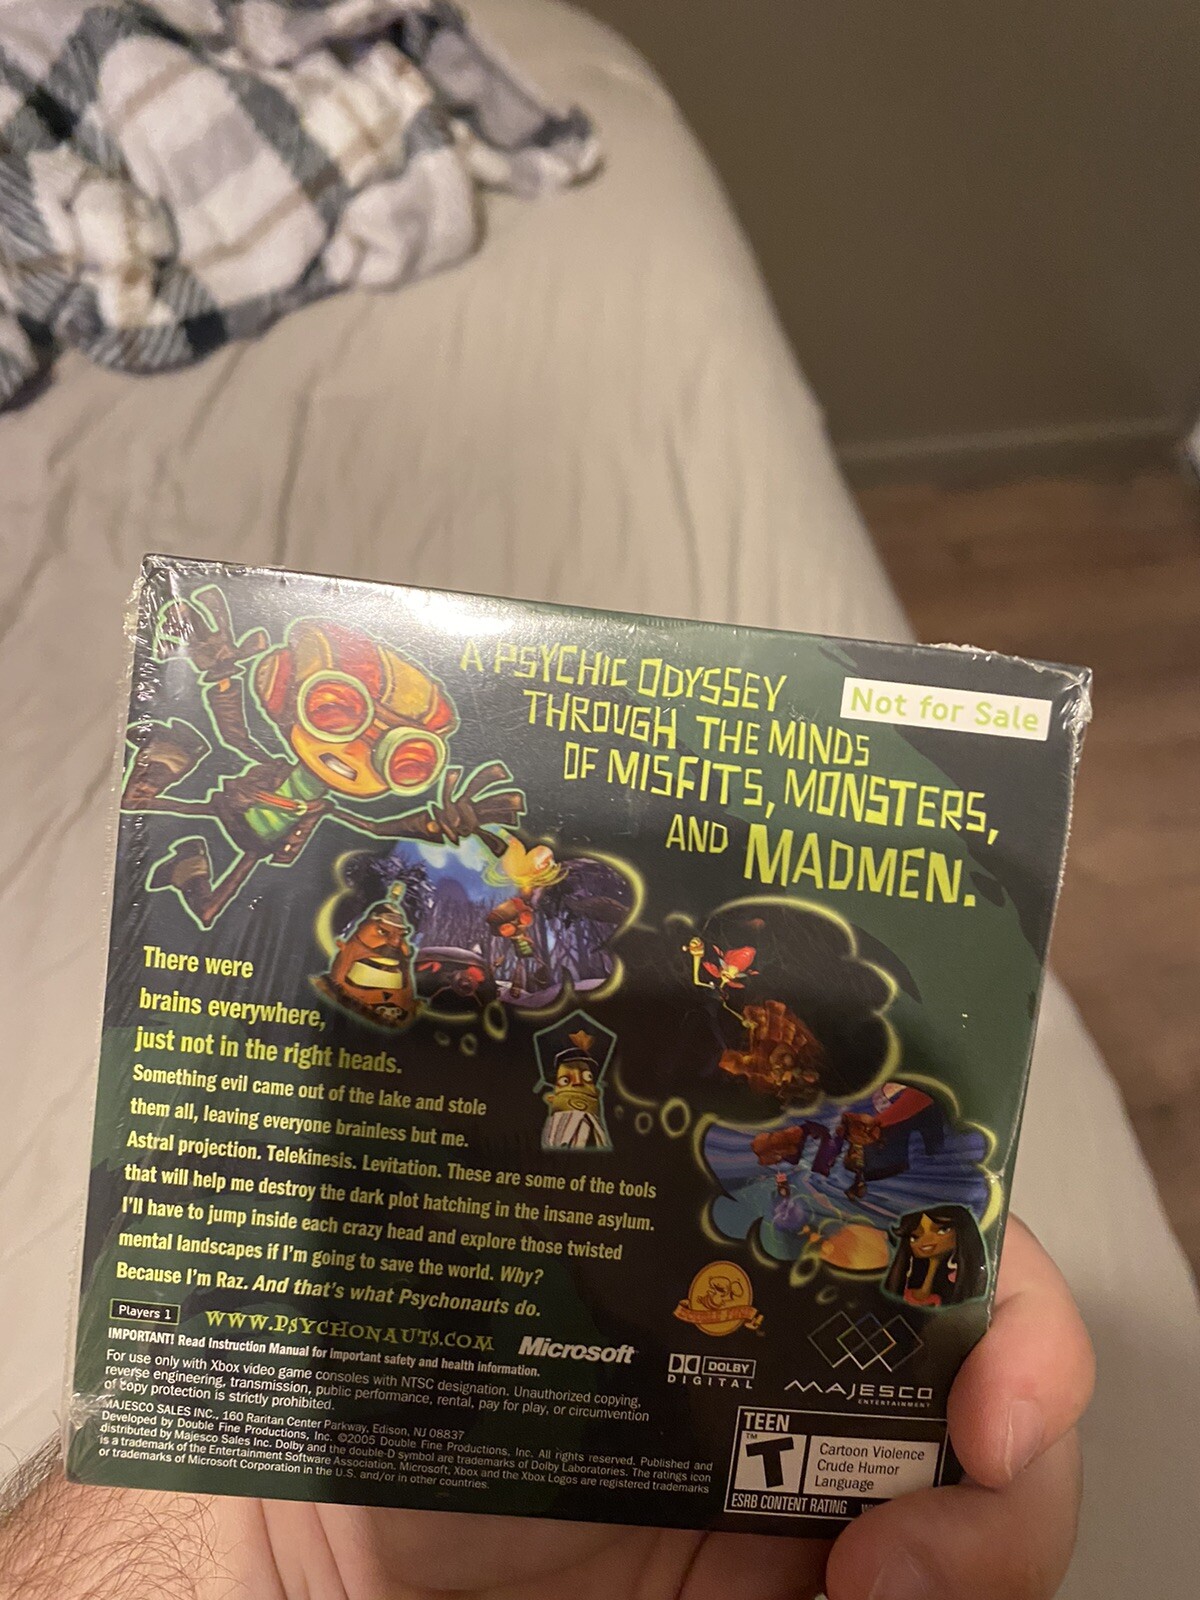 A PSYCHIC ODYSSEY
THROUGH THE MINDS
OF MISFITS, MONSTERS,
AND MADMEN.
Not for Sale
There were
brains everywhere,
just not in the right heads.
Something evil came out of the lake and stole
them all, leaving everyone brainless but me.
Astral projection. Telekinesis. Levitation. These are some of the tools
that will help me destroy the dark plot hatching in the insane asylum.
I'll have to jump inside each crazy head and explore those twisted
mental landscapes if I'm going to save the world. Why?
Because I'm Raz. And that's what Psychonauts do.
Players 1
WWW.PSYCHONAUTS.COM
Microsoft
DOLBY
DIGITAL
MAJESCO
ENTERTAINMENT
IMPORTANT! Read Instruction Manual for important safety and health information.
For use only with Xbox video game consoles with NTSC designation. Unauthorized copying,
reverse engineering, transmission, public performance, rental, pay for play, or circumvention
of copy protection is strictly prohibited.
MAJESCO SALES INC., 160 Raritan Center Parkway, Edison, NJ 08837
Developed by Double Fine Productions, Inc. ©2005 Double Fine Productions, Inc. All rights reserved. Published and
distributed by Majesco Sales Inc. Dolby and the double-D symbol are trademarks of Dolby Laboratories. The ratings icon
is a trademark of the Entertainment Software Association. Microsoft, Xbox and the Xbox Logos are registered trademarks
or trademarks of Microsoft Corporation in the U.S. and/or in other countries.
TEEN
TM
T
Cartoon Violence
Crude Humor
Language
ESRB CONTENT RATING